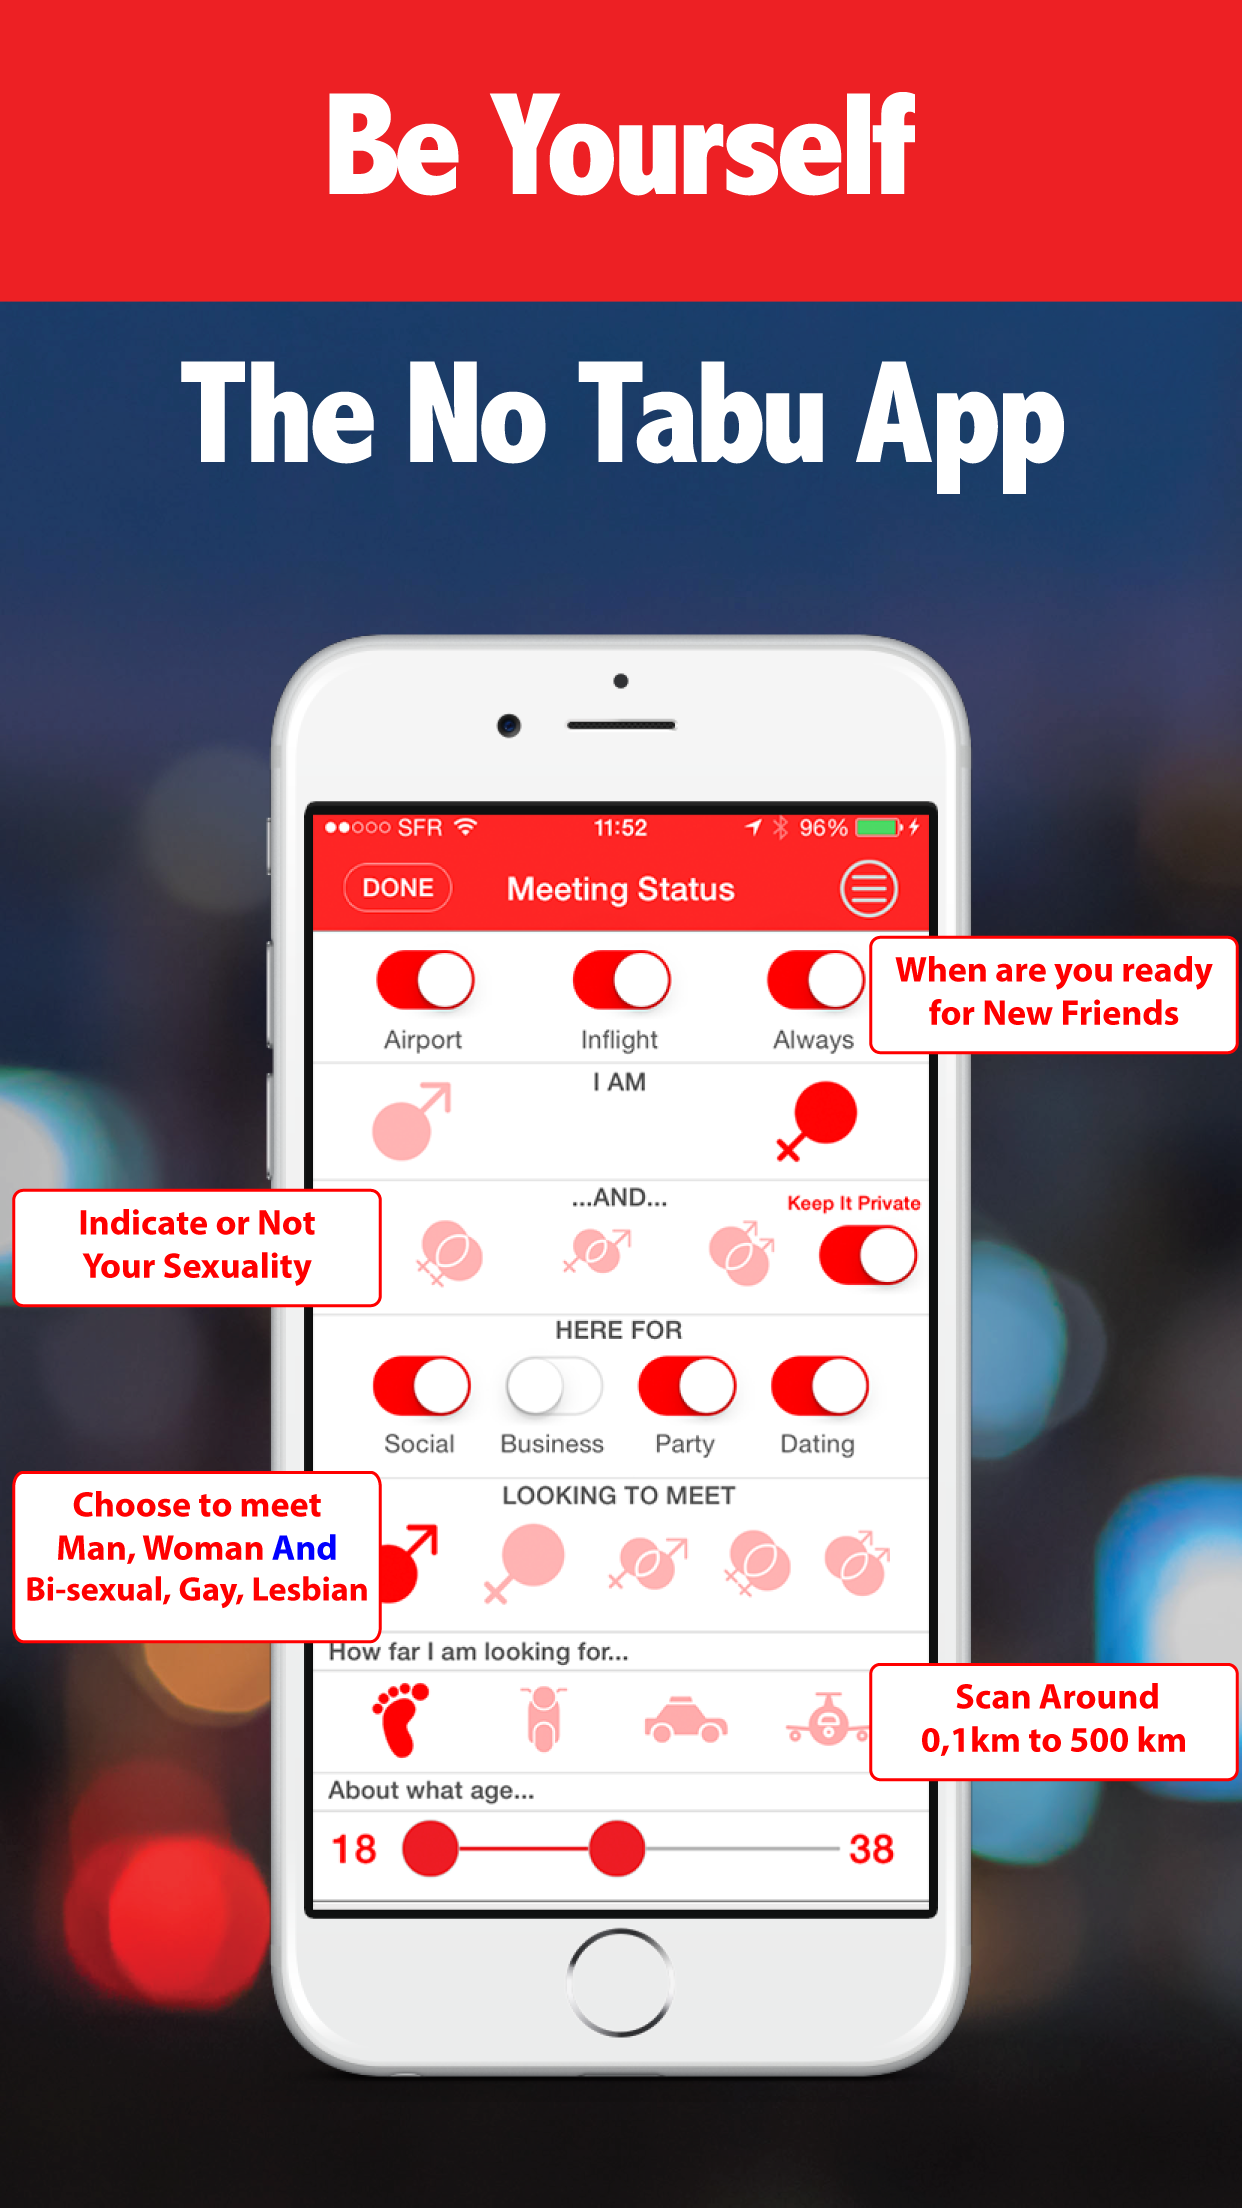 Be Yourself
The No Tabu App
SFR 11:52 96%
DONE Meeting Status
Airport Inflight Always
When are you ready
for New Friends
I AM
...AND... Keep It Private
Indicate or Not
Your Sexuality
HERE FOR
Social Business Party Dating
LOOKING TO MEET
Choose to meet
Man, Woman And
Bi-sexual, Gay, Lesbian
How far I am looking for...
Scan Around
0,1km to 500 km
About what age...
18 38